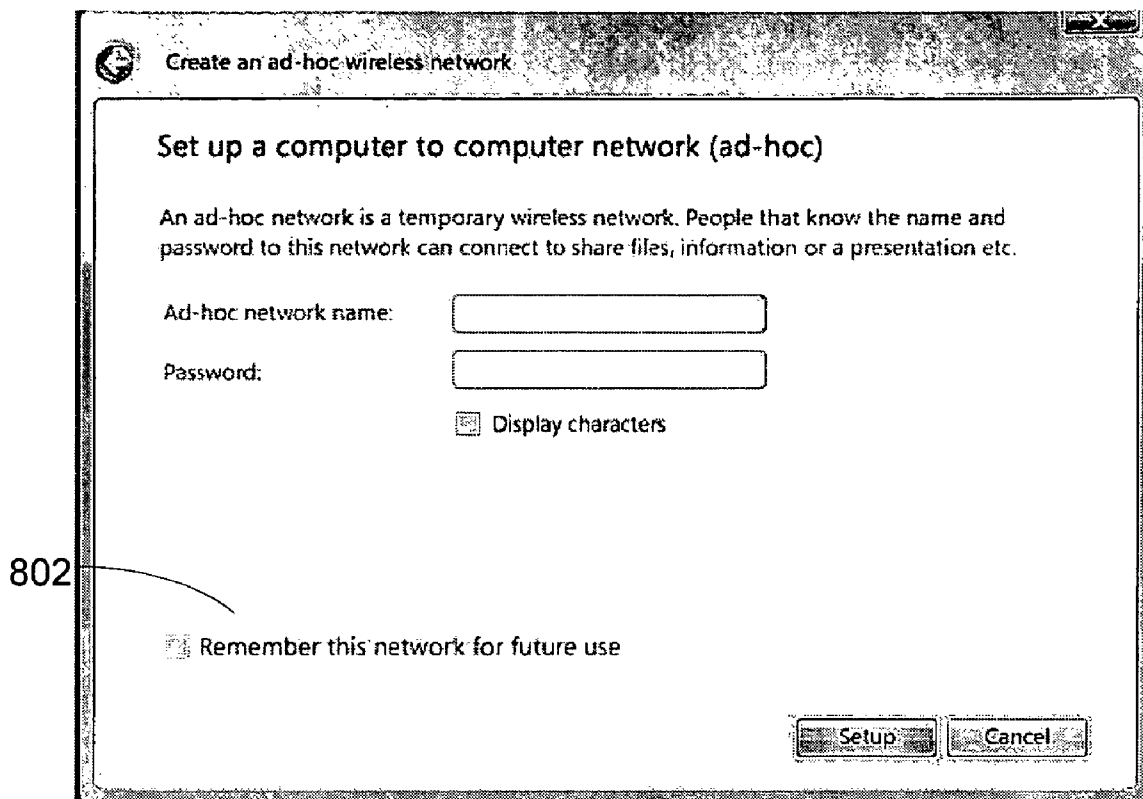 Create an ad-hoc wireless network
Set up a computer to computer network (ad-hoc)
An ad-hoc network is a temporary wireless network. People that know the name and
password to this network can connect to share files, information or a presentation etc.
Ad-hoc network name:
Password:
Display characters
802
Remember this network for future use
Setup Cancel